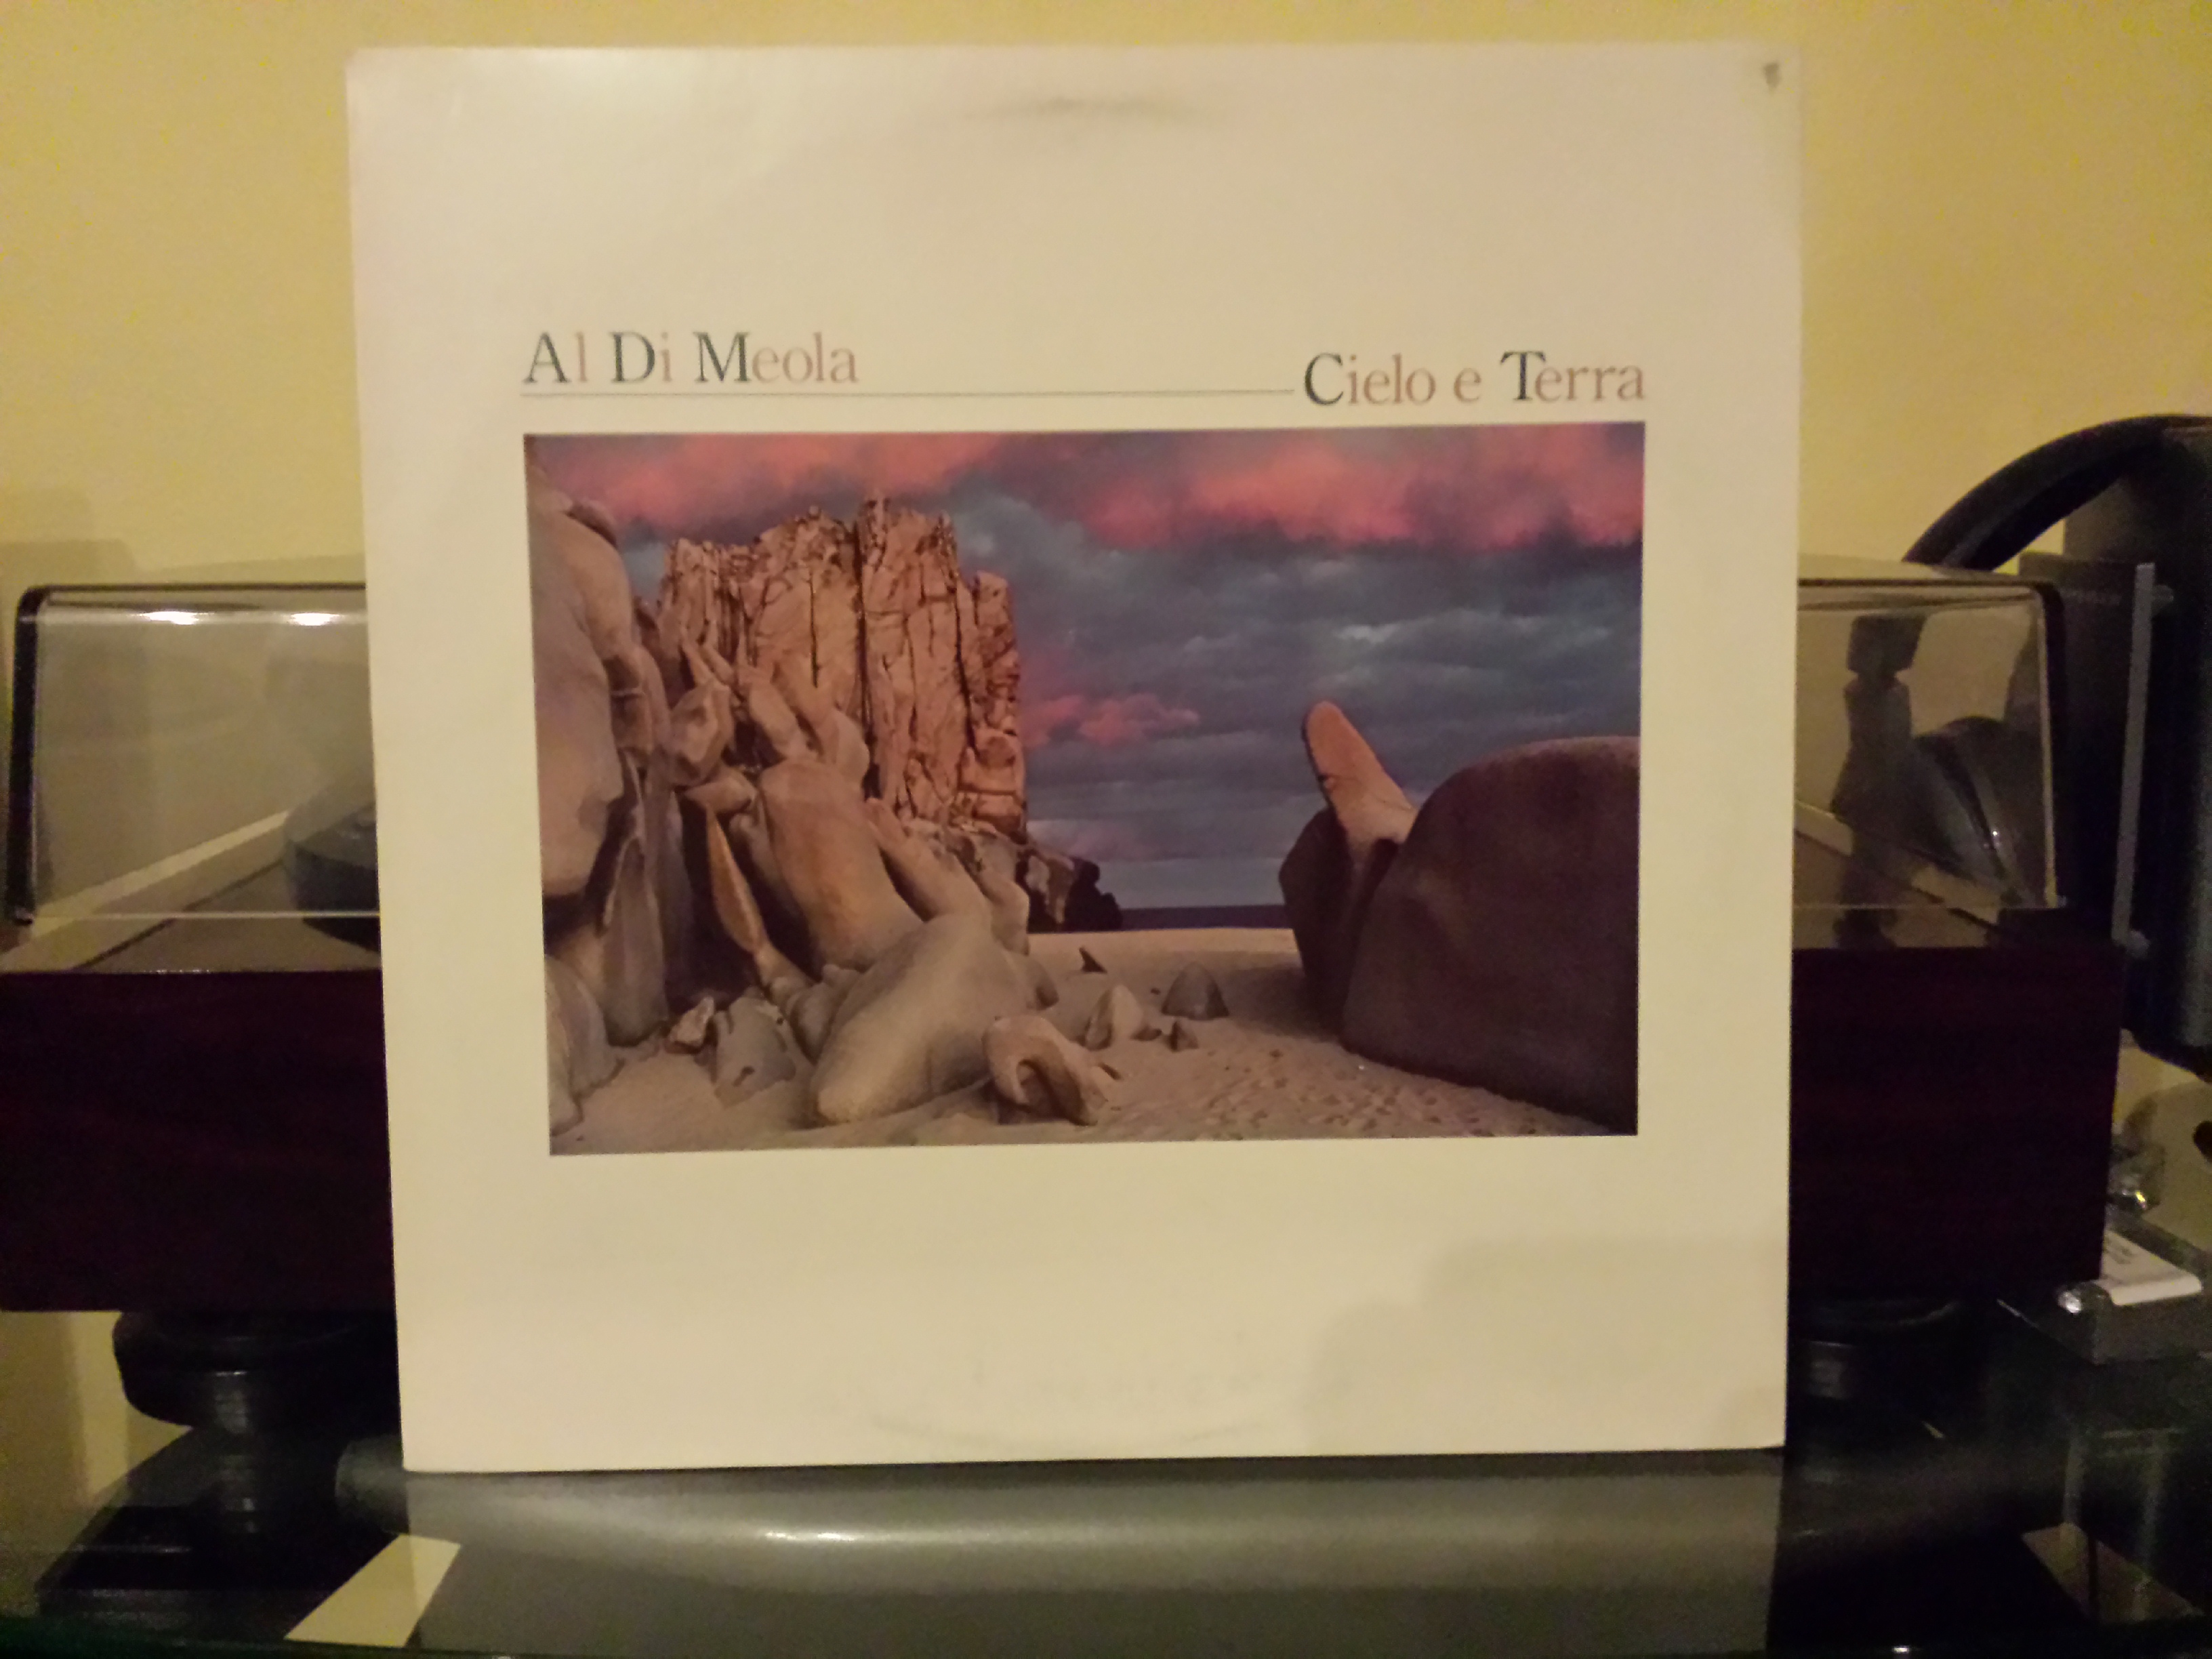 Al Di Meola
Cielo e Terra